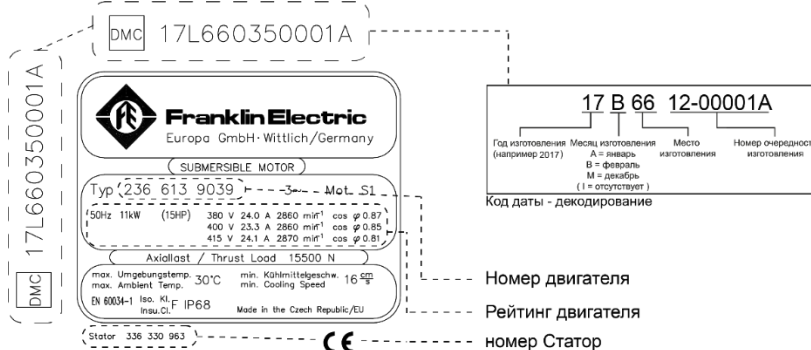 DMC 17L660350001A
DMC 17L660350001A
FE Franklin Electric
Europa GmbH·Wittlich/Germany
SUBMERSIBLE MOTOR
Typ 236 613 9039 3~ Mot. S1
50Hz 11kW (15HP) 380 V 24.0 A 2860 min⁻¹ cos φ 0.87
400 V 23.3 A 2860 min⁻¹ cos φ 0.85
415 V 24.1 A 2870 min⁻¹ cos φ 0.81
Axiallast / Thrust Load 15500 N
max. Umgebungstemp. 30°C min. Kühlmittelgeschw. 16 cm/s
max. Ambient Temp. min. Cooling Speed
EN 60034-1 Iso. Kl. F IP68
Insu.Cl. Made in the Czech Republic/EU
Stator 336 330 963 CE
17 B 66 12-00001A
Год изготовления Месяц изготовления Место Номер очередност
(например 2017) А = январь изготовления изготовления
В = февраль
М = декабрь
( I = отсутствует )
Код даты - декодирование
Номер двигателя
Рейтинг двигателя
номер Статор